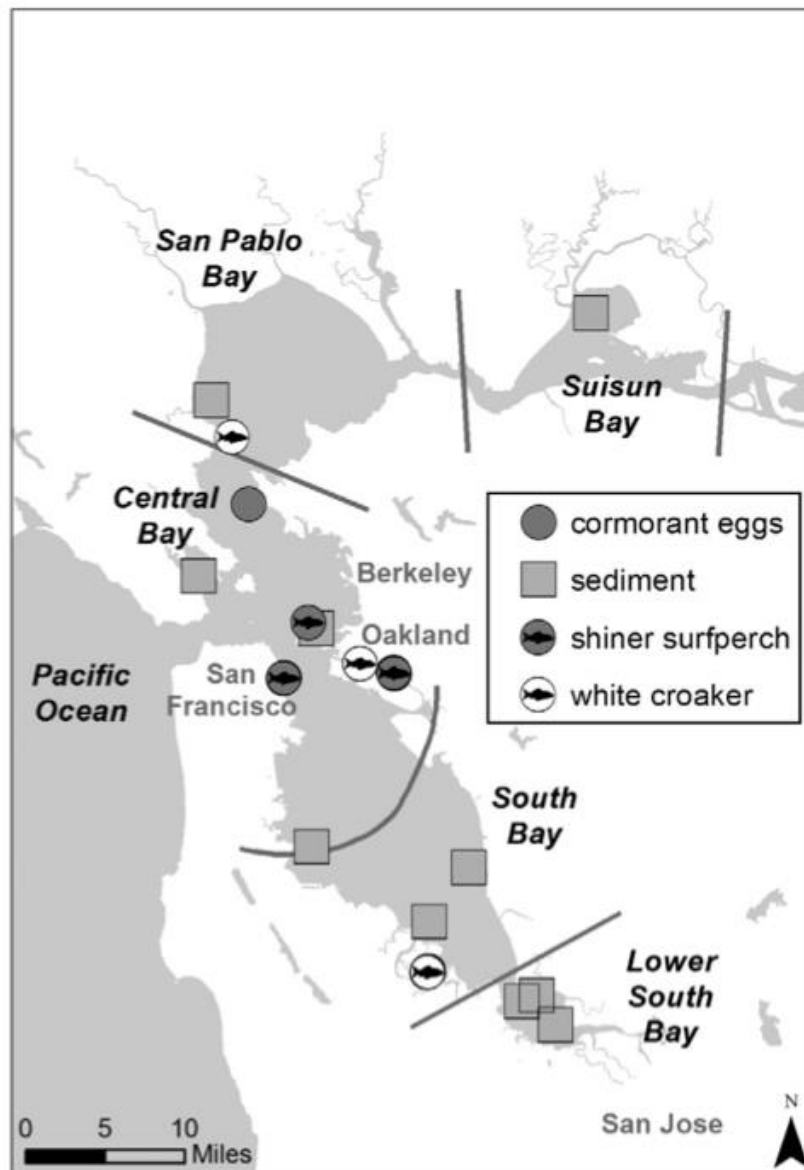 San Pablo
Bay
Suisun
Bay
Central
Bay
cormorant eggs
sediment
shiner surfperch
white croaker
Berkeley
Oakland
San
Francisco
Pacific
Ocean
South
Bay
Lower
South
Bay
San Jose
N
0 5 10
Miles